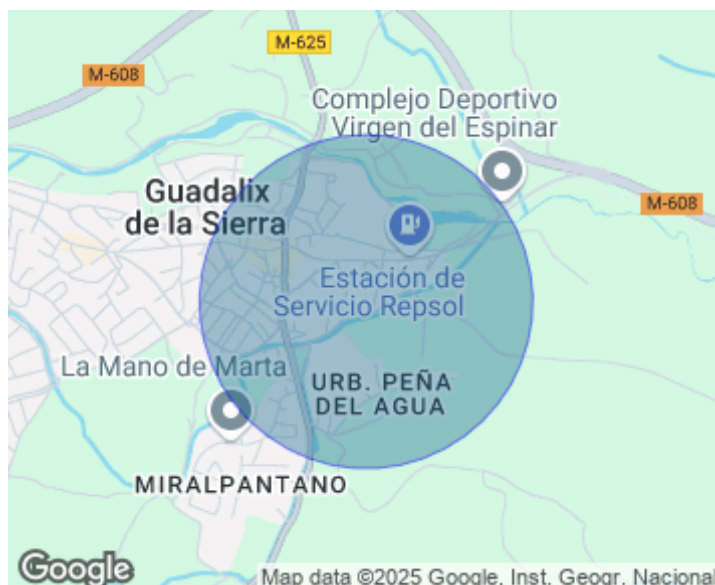 M-625
M-608
Complejo Deportivo
Virgen del Espinar
Guadalix
de la Sierra
M-608
Estación de
Servicio Repsol
La Mano de Marta
URB. PEÑA
DEL AGUA
MIRALPANTANO
Google
Map data ©2025 Google, Inst. Geogr. Nacional